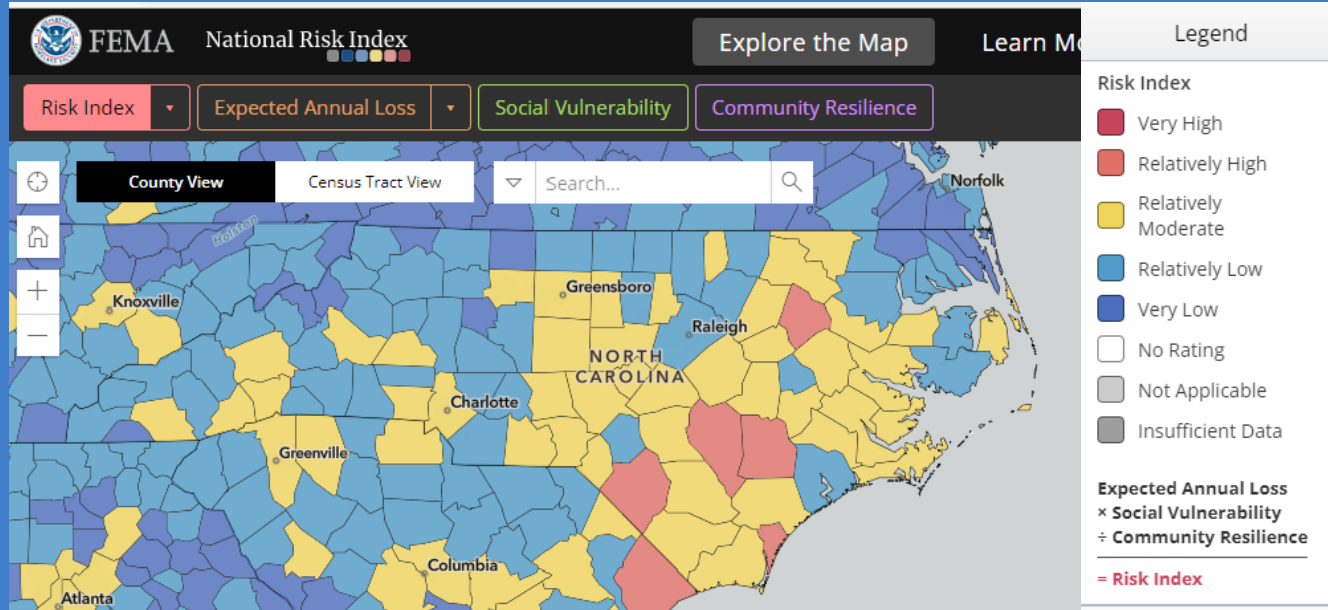 FEMA
National Risk Index
Explore the Map
Learn Mo
Risk Index
Expected Annual Loss
Social Vulnerability
Community Resilience
County View
Census Tract View
Search...
Norfolk
Holston
Knoxville
Greensboro
Raleigh
NORTH
CAROLINA
Charlotte
Greenville
Columbia
Atlanta
Legend
Risk Index
Very High
Relatively High
Relatively
Moderate
Relatively Low
Very Low
No Rating
Not Applicable
Insufficient Data
Expected Annual Loss
× Social Vulnerability
÷ Community Resilience
= Risk Index